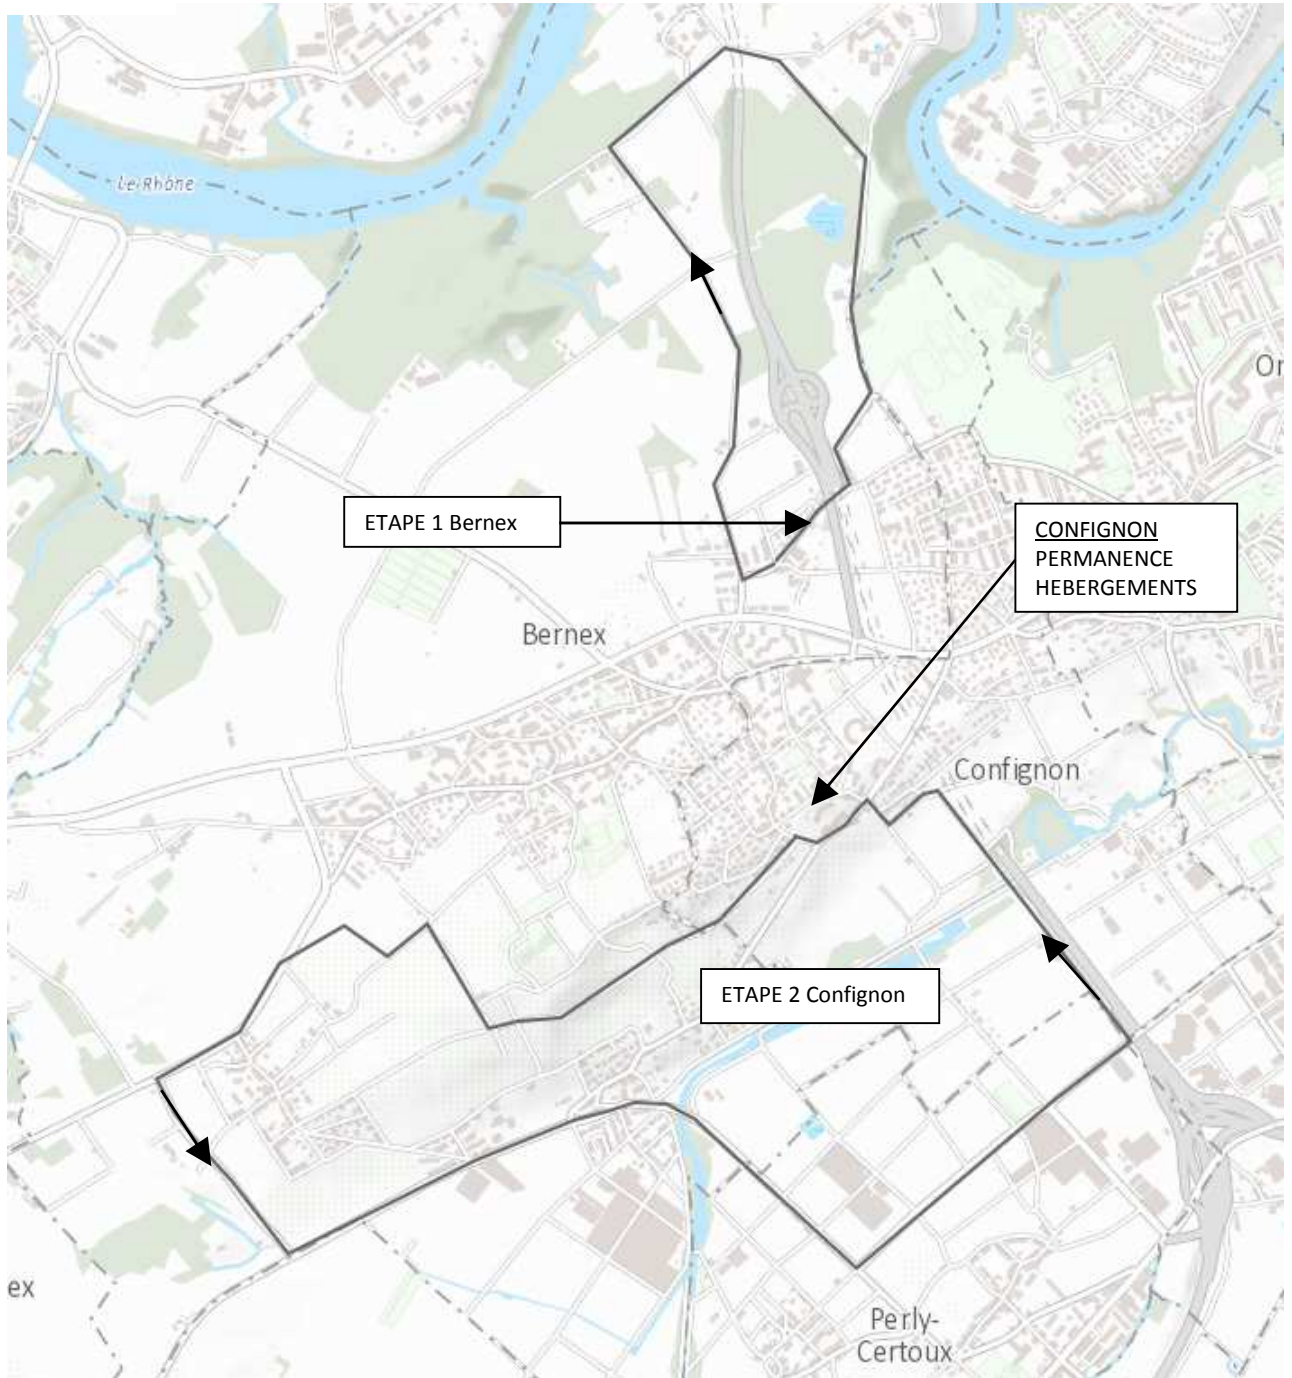 Le Rhône
Or
ETAPE 1 Bernex
CONFIGNON
PERMANENCE
HEBERGEMENTS
Bernex
Confignon
ETAPE 2 Confignon
ex
Perly-
Certoux